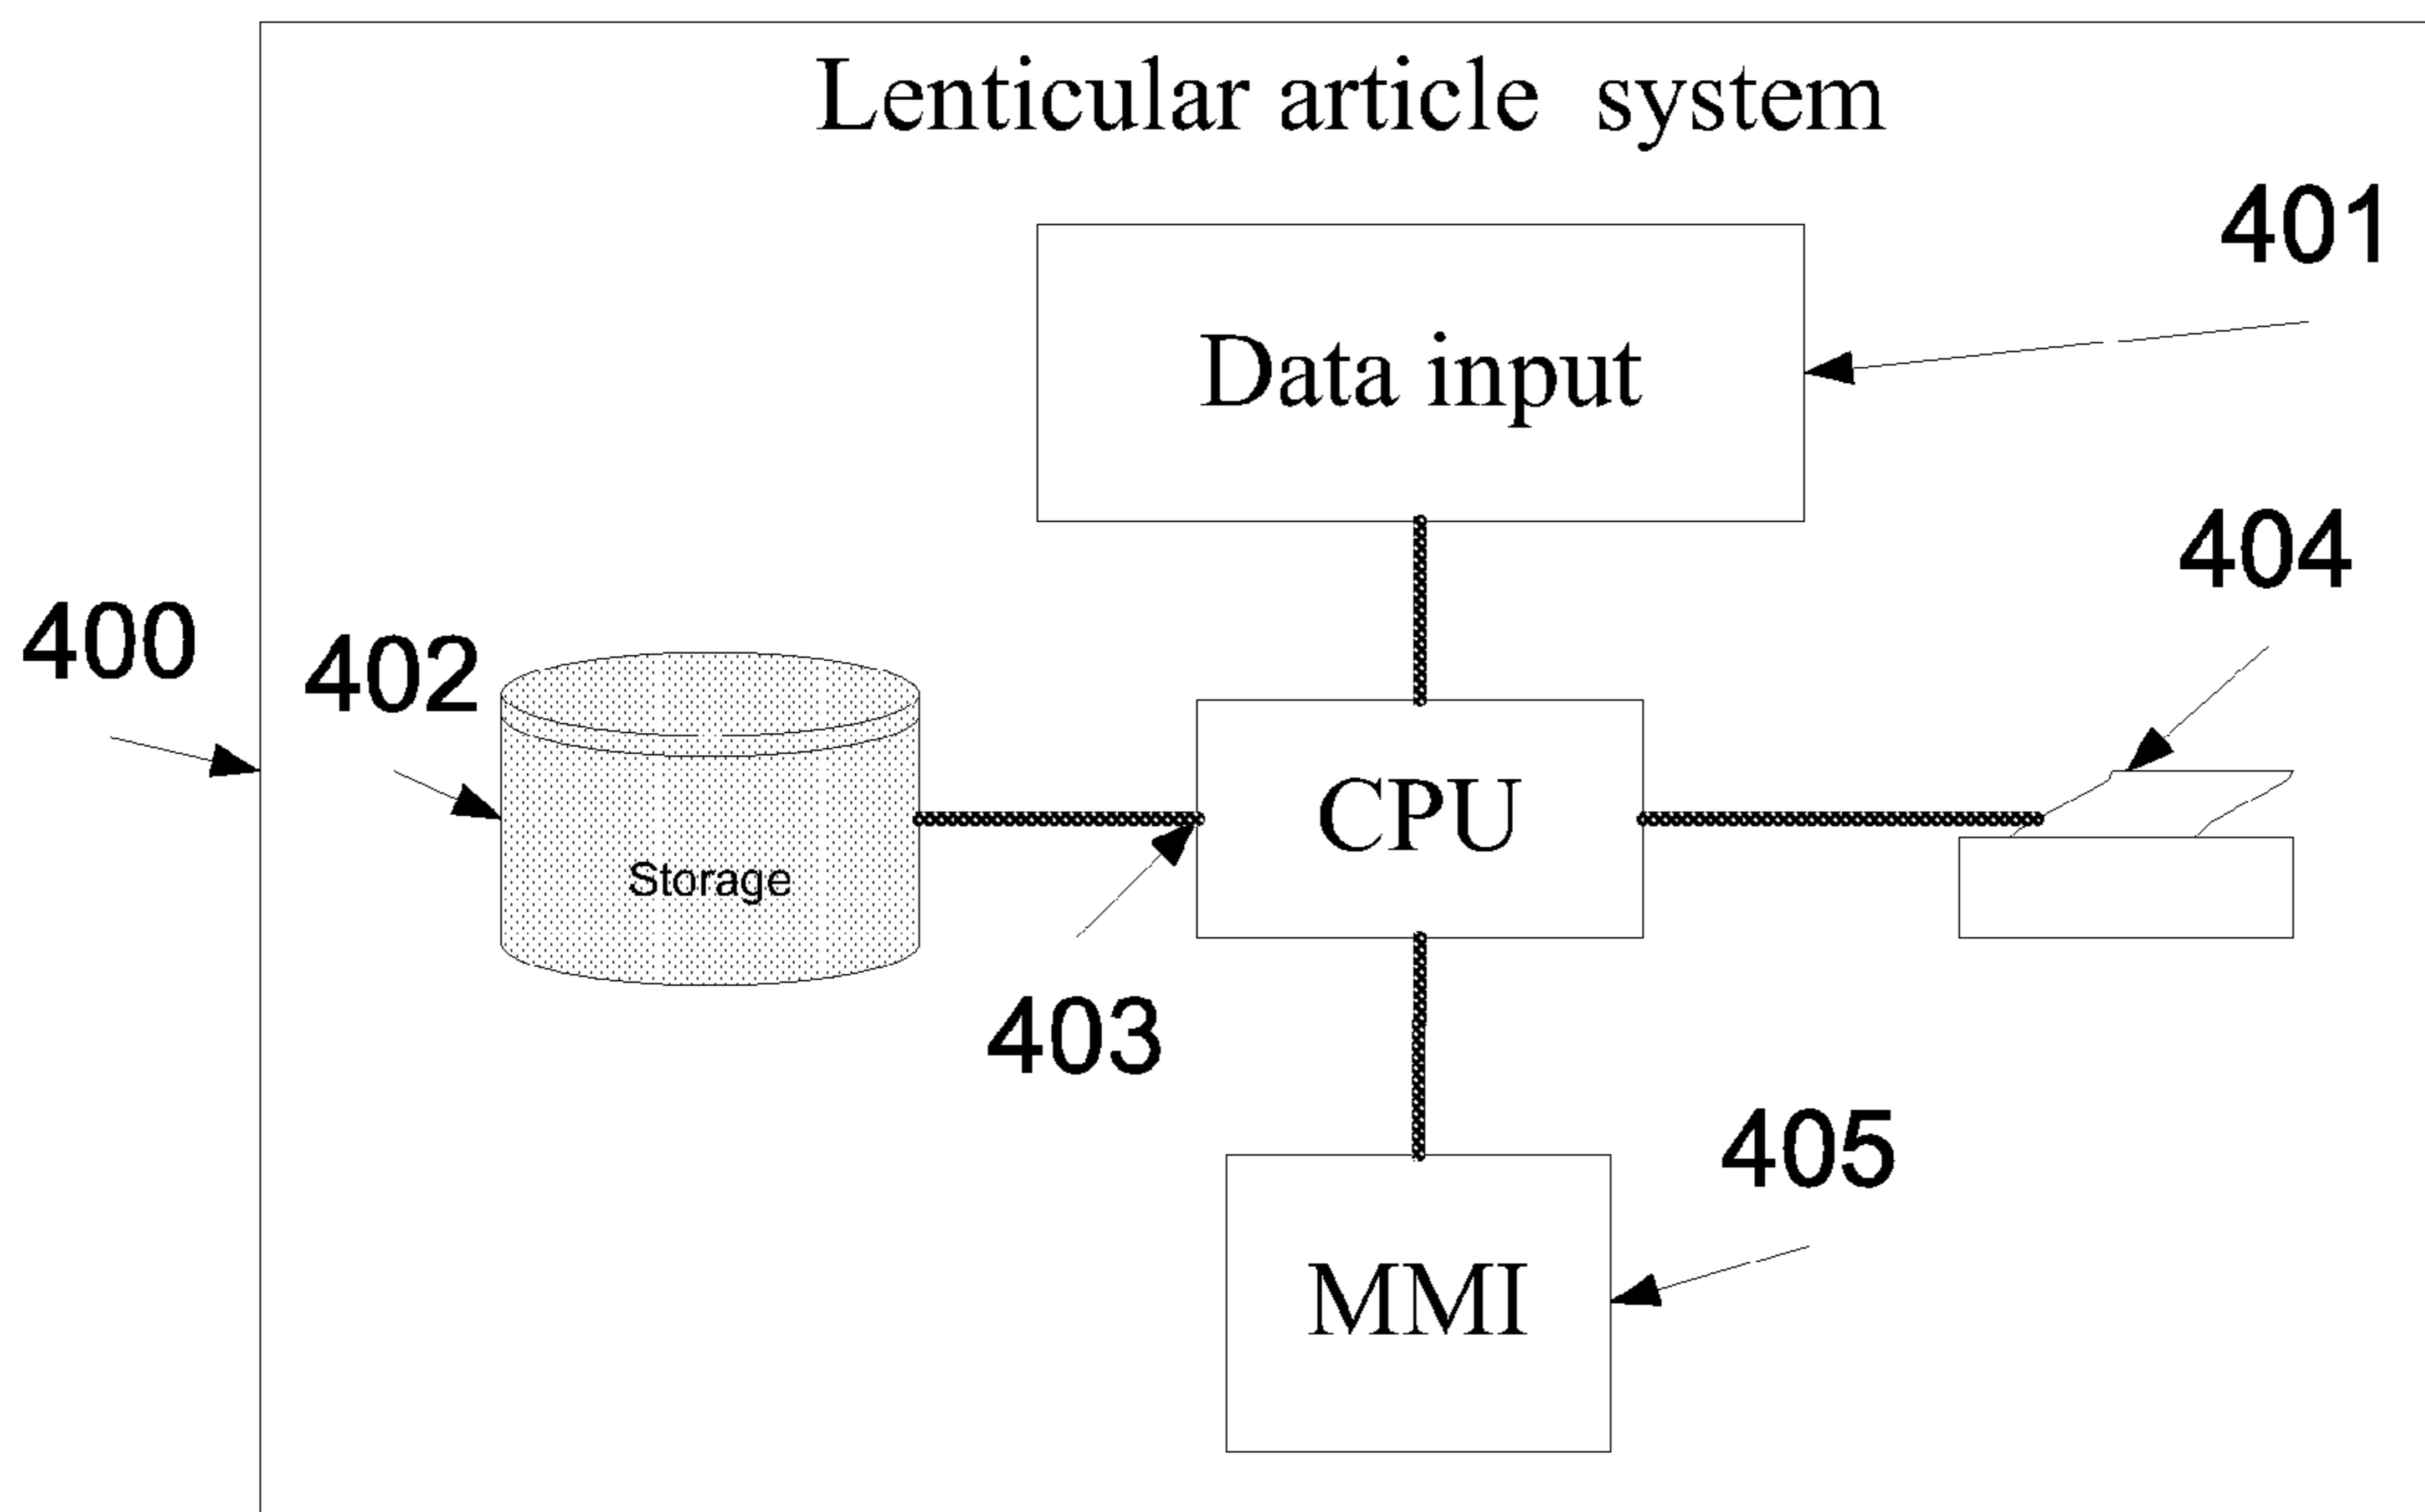 Lenticular article system
401
Data input
404
400
402
CPU
Storage
403
405
MMI